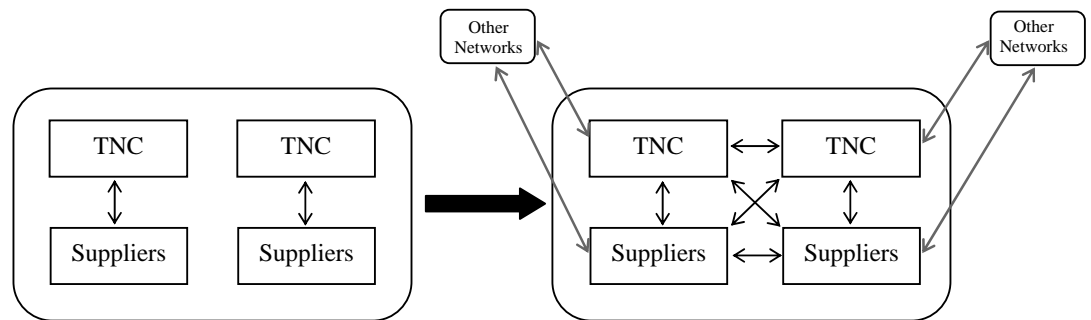 Other
Networks
Other
Networks
TNC
TNC
TNC
TNC
Suppliers
Suppliers
Suppliers
Suppliers